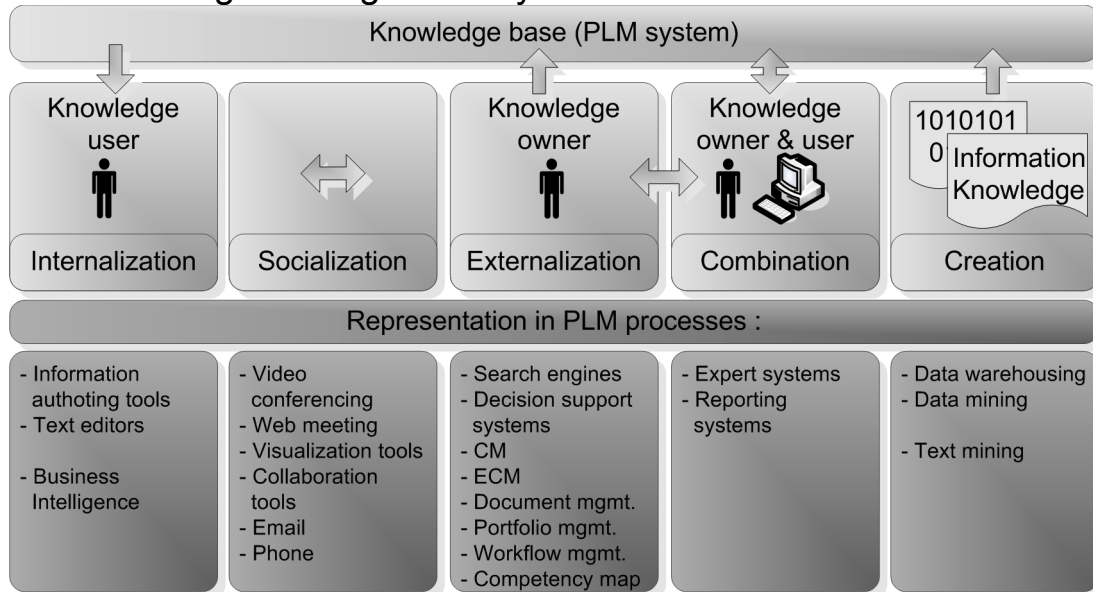 Knowledge base (PLM system)
Knowledge
user
Internalization
Socialization
Knowledge
owner
Externalization
Knowledge
owner & user
Combination
1010101
0
Information
Knowledge
Creation
Representation in PLM processes :
- Information
authoting tools
- Text editors
- Business
Intelligence
- Video
conferencing
- Web meeting
- Visualization tools
- Collaboration
tools
- Email
- Phone
- Search engines
- Decision support
systems
- CM
- ECM
- Document mgmt.
- Portfolio mgmt.
- Workflow mgmt.
- Competency map
- Expert systems
- Reporting
systems
- Data warehousing
- Data mining
- Text mining